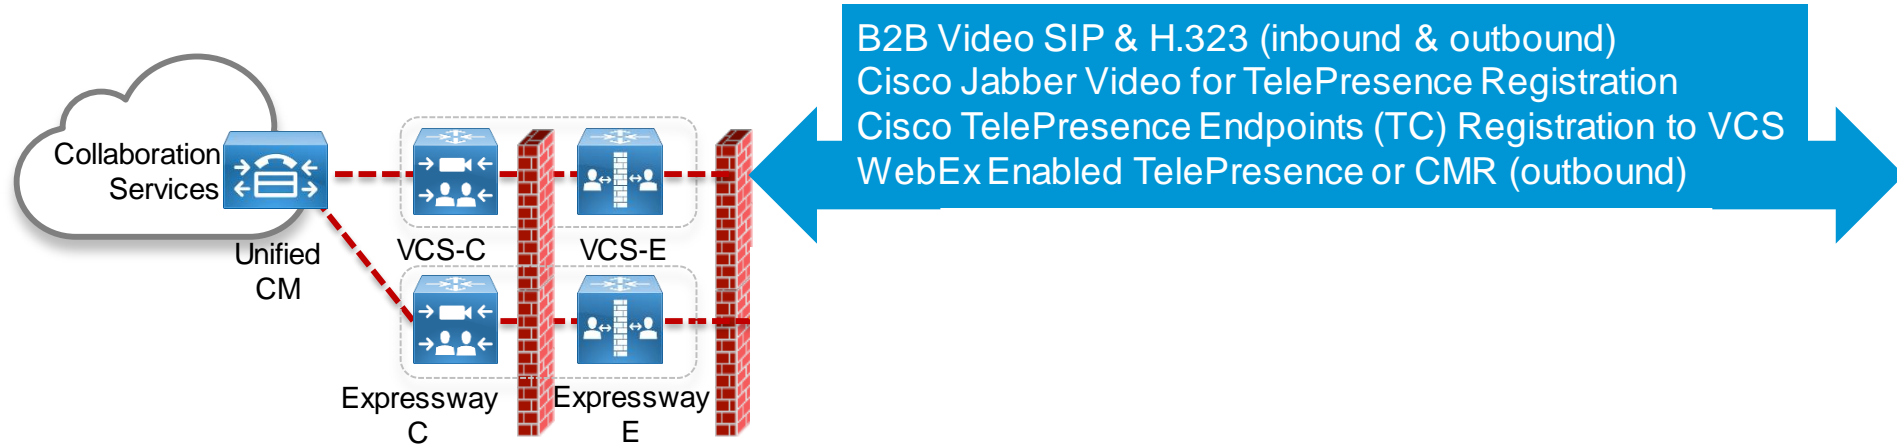 B2B Video SIP & H.323 (inbound & outbound)
Cisco Jabber Video for TelePresence Registration
Cisco TelePresence Endpoints (TC) Registration to VCS
WebEx Enabled TelePresence or CMR (outbound)
Collaboration
Services
Unified
CM
VCS-C
VCS-E
Expressway
C
Expressway
E